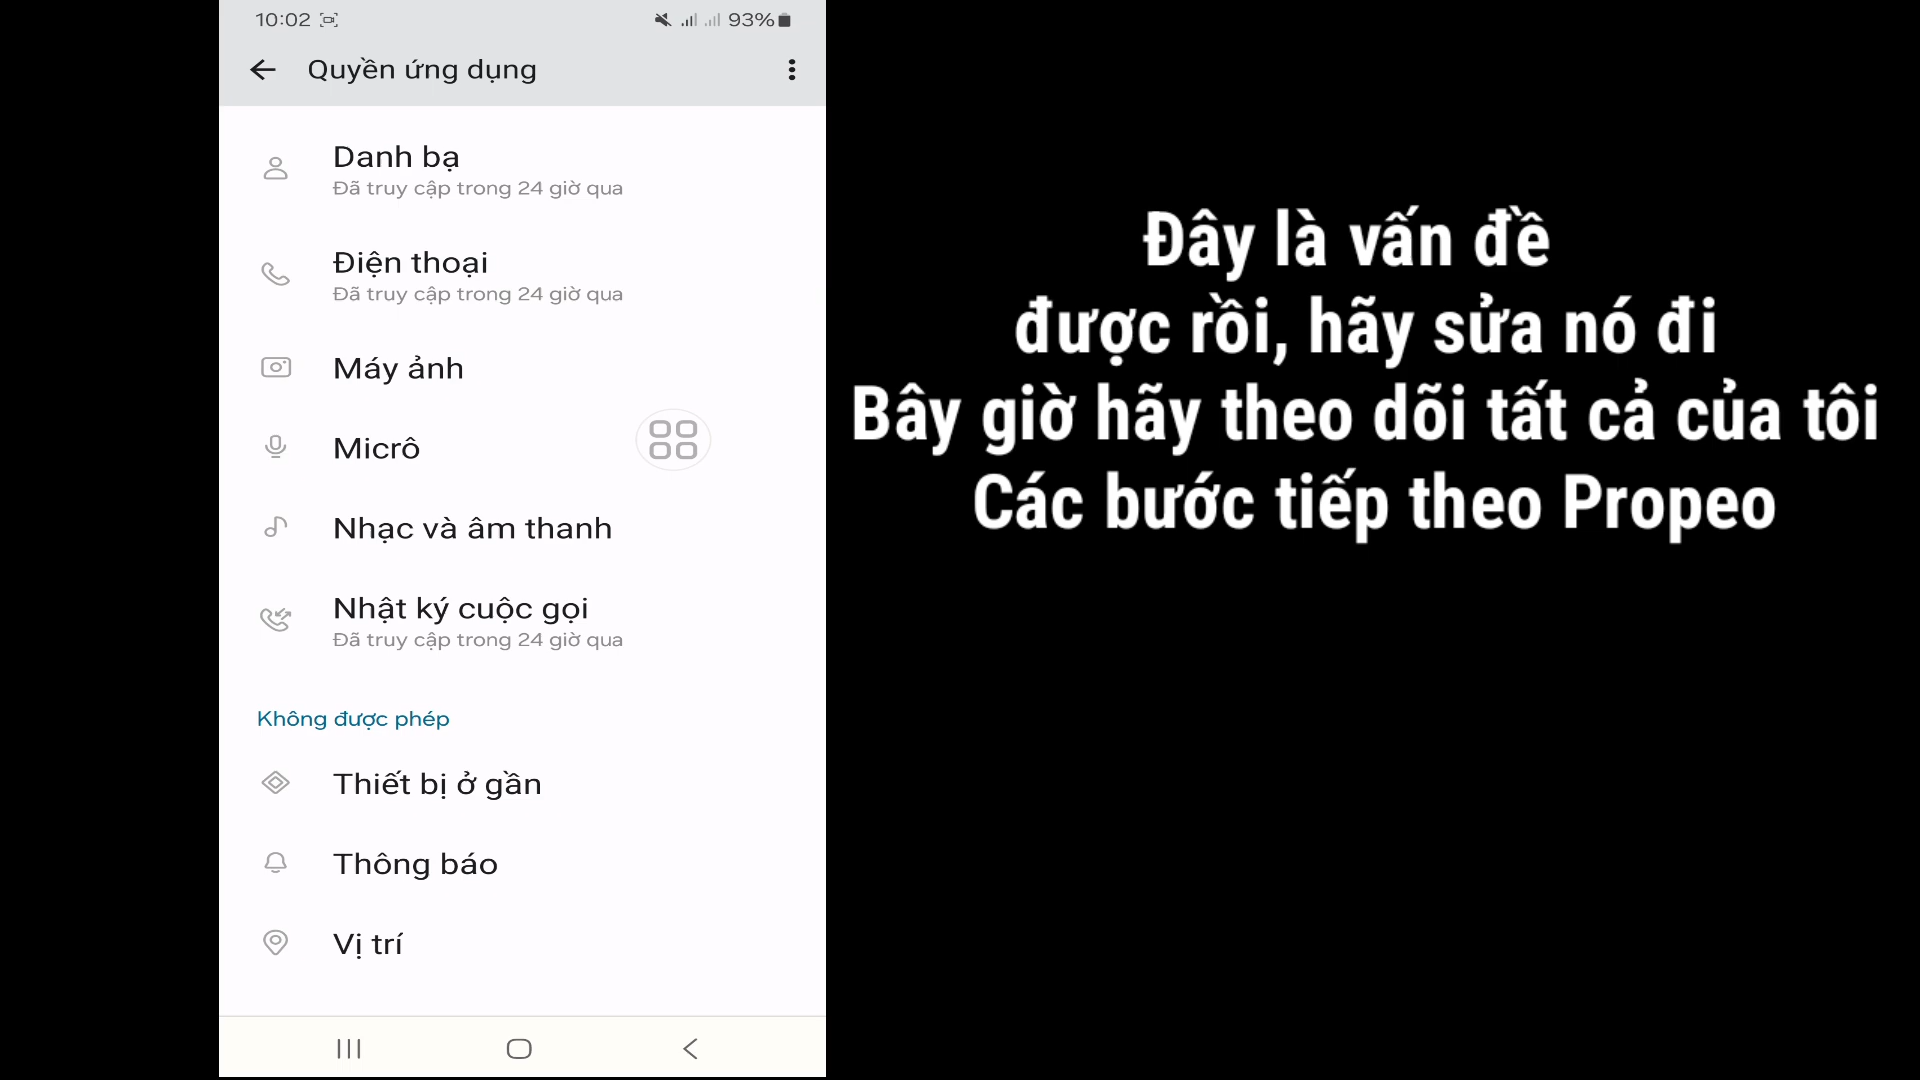 10:02
93%
Quyền ứng dụng
Danh bạ
Đã truy cập trong 24 giờ qua
Điện thoại
Đã truy cập trong 24 giờ qua
Máy ảnh
Micrô
Nhạc và âm thanh
Nhật ký cuộc gọi
Đã truy cập trong 24 giờ qua
Không được phép
Thiết bị ở gần
Thông báo
Vị trí
Đây là vấn đề
được rồi, hãy sửa nó đi
Bây giờ hãy theo dõi tất cả của tôi
Các bước tiếp theo Propeo